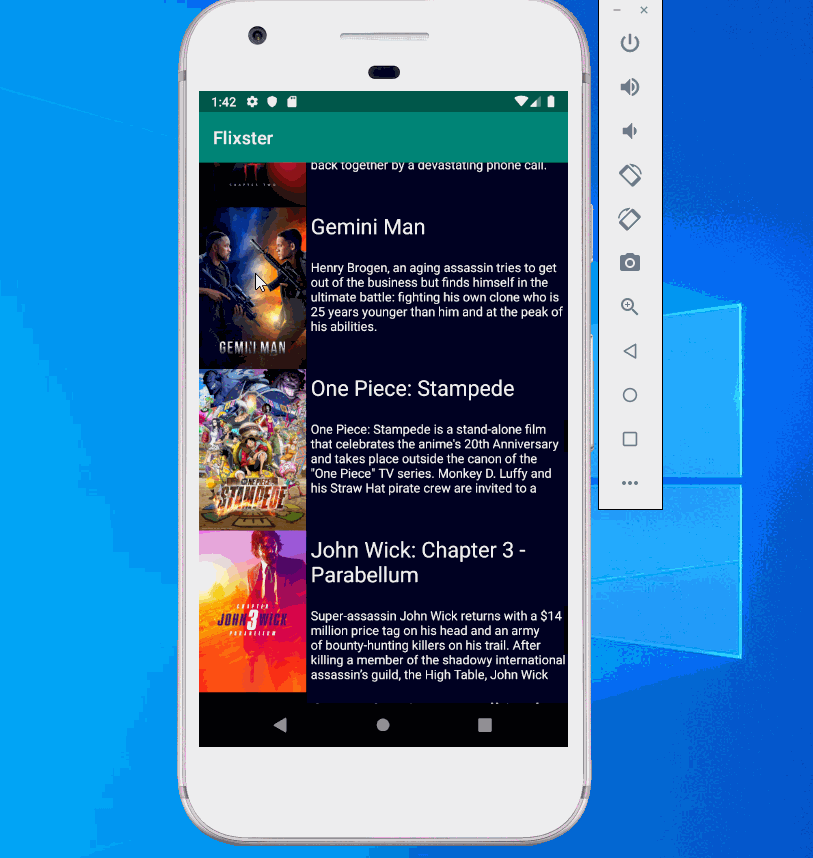 1:42
Flixster
back together by a devastating phone call.
CHAPTER TWO
Gemini Man
Henry Brogen, an aging assassin tries to get
out of the business but finds himself in the
ultimate battle: fighting his own clone who is
25 years younger than him and at the peak of
his abilities.
GEMINI MAN
One Piece: Stampede
One Piece: Stampede is a stand-alone film
that celebrates the anime's 20th Anniversary
and takes place outside the canon of the
"One Piece" TV series. Monkey D. Luffy and
his Straw Hat pirate crew are invited to a
ONE PIECE
STAMPEDE
John Wick: Chapter 3 -
Parabellum
Super-assassin John Wick returns with a $14
million price tag on his head and an army
of bounty-hunting killers on his trail. After
killing a member of the shadowy international
assassin's guild, the High Table, John Wick
CHAPTER
JOHN 3 WICK
PARABELLUM